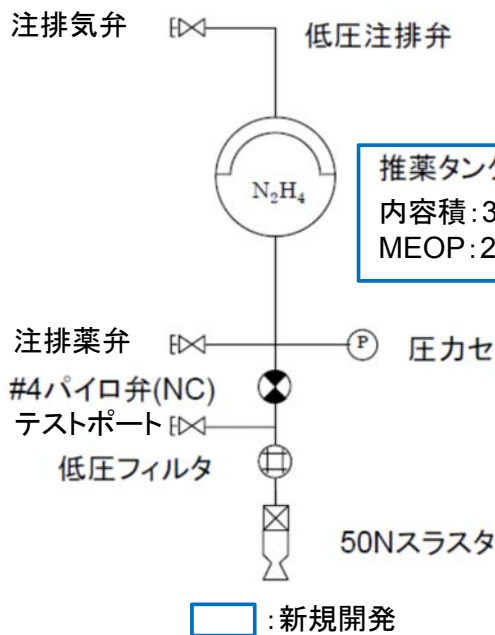 注排気弁
低圧注排弁
N₂H₄
推薬タンク
内容積:3
MEOP:2
注排薬弁
P
圧力セ
#4パイロ弁(NC)
テストポート
低圧フィルタ
50Nスラスタ
:新規開発